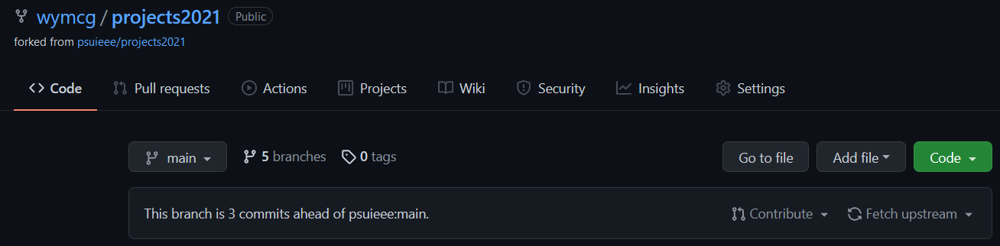 wymcg / projects2021 Public
forked from psuieee/projects2021
Code Pull requests Actions Projects Wiki Security Insights Settings
main 5 branches 0 tags Go to file Add file Code
This branch is 3 commits ahead of psuieee:main. Contribute Fetch upstream